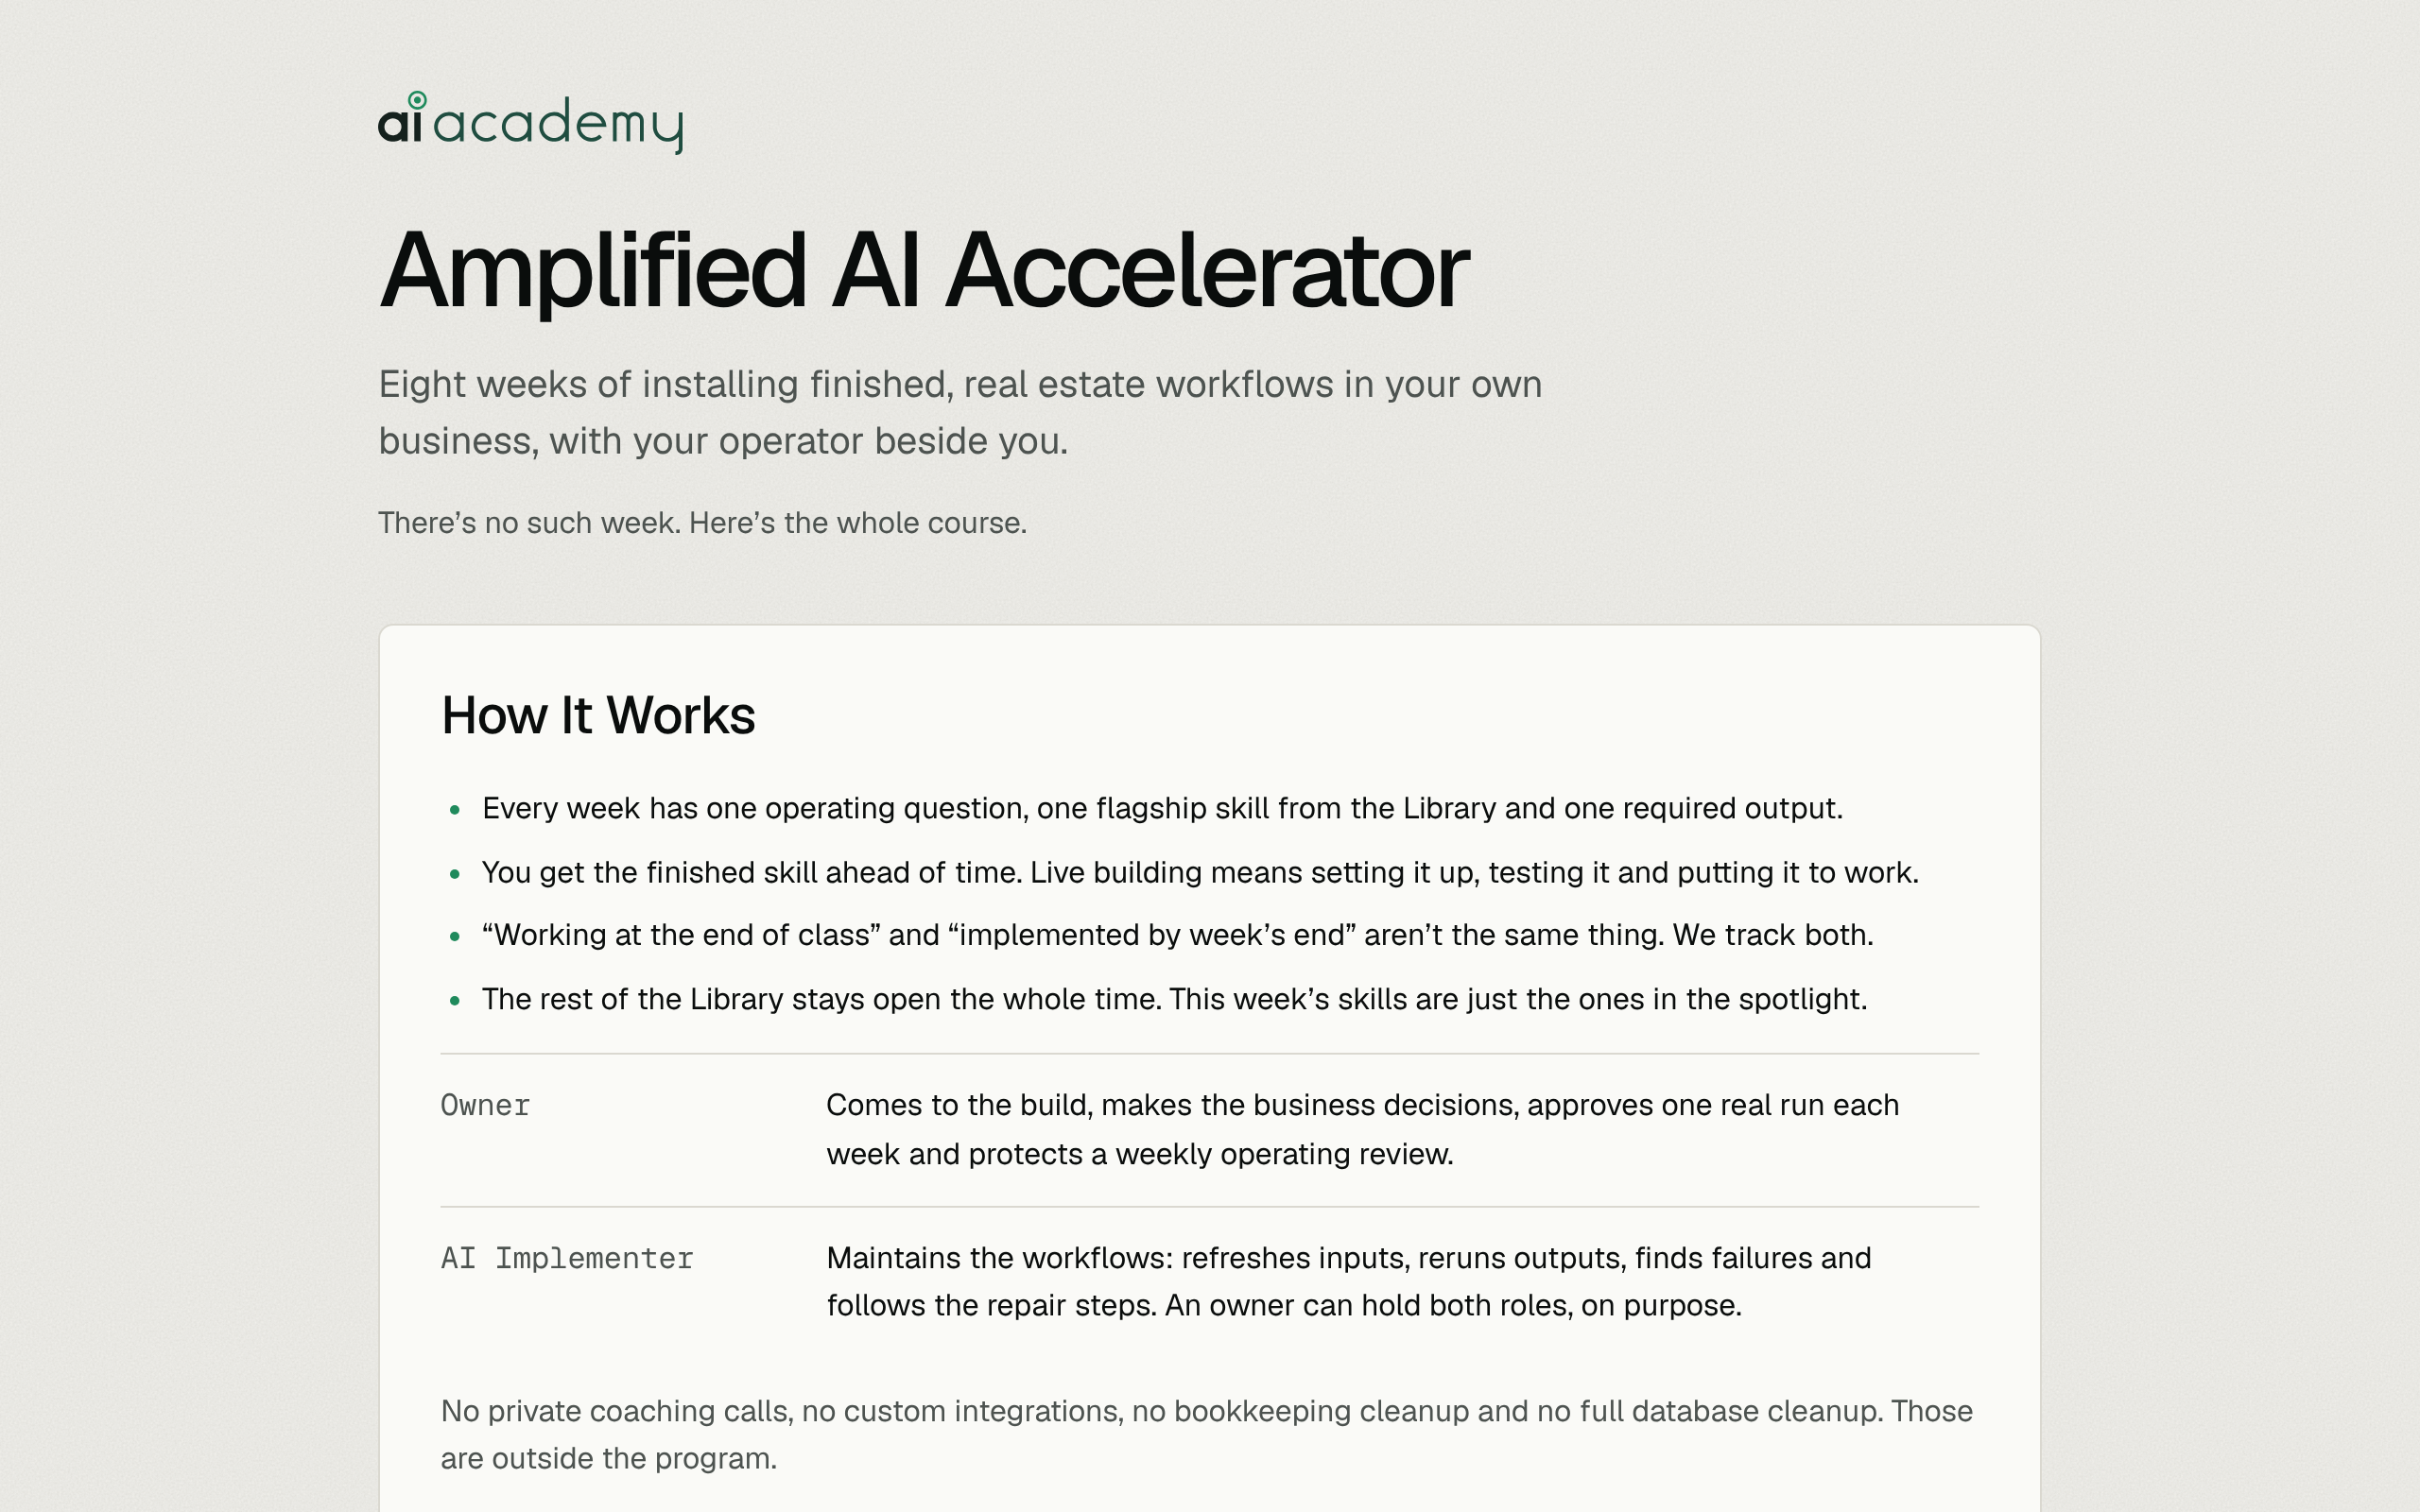 ai academy
Amplified AI Accelerator
Eight weeks of installing finished, real estate workflows in your own
business, with your operator beside you.
There’s no such week. Here’s the whole course.
How It Works
• Every week has one operating question, one flagship skill from the Library and one required output.
• You get the finished skill ahead of time. Live building means setting it up, testing it and putting it to work.
• “Working at the end of class” and “implemented by week’s end” aren’t the same thing. We track both.
• The rest of the Library stays open the whole time. This week’s skills are just the ones in the spotlight.
Owner
Comes to the build, makes the business decisions, approves one real run each
week and protects a weekly operating review.
AI Implementer
Maintains the workflows: refreshes inputs, reruns outputs, finds failures and
follows the repair steps. An owner can hold both roles, on purpose.
No private coaching calls, no custom integrations, no bookkeeping cleanup and no full database cleanup. Those
are outside the program.